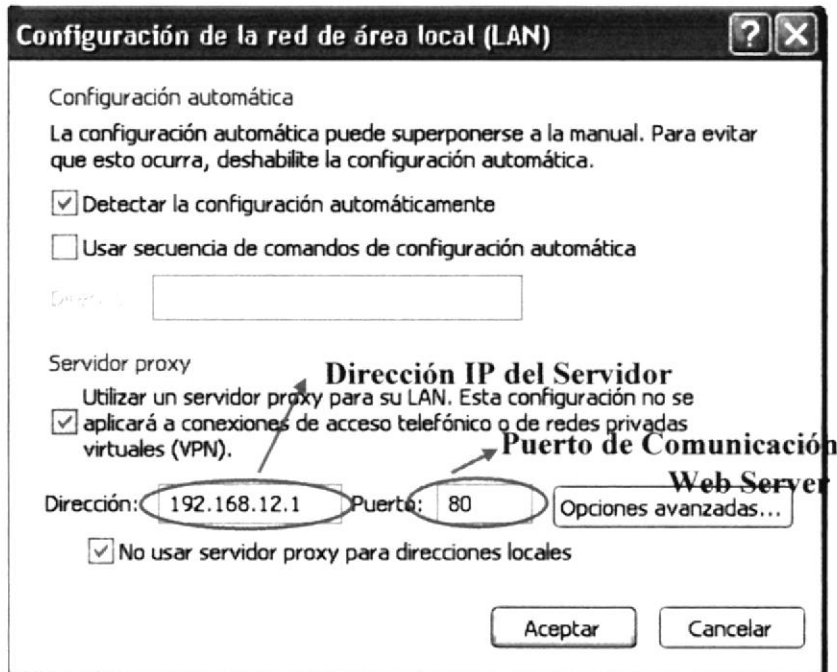 Configuración de la red de área local (LAN)
Configuración automática
La configuración automática puede superponerse a la manual. Para evitar
que esto ocurra, deshabilite la configuración automática.
Detectar la configuración automáticamente
Usar secuencia de comandos de configuración automática
Servidor proxy
Dirección IP del Servidor
Utilizar un servidor proxy para su LAN. Esta configuración no se
aplicará a conexiones de acceso telefónico o de redes privadas
virtuales (VPN).
Puerto de Comunicación
Web Server
Dirección: 192.168.12.1 Puerto: 80 Opciones avanzadas...
No usar servidor proxy para direcciones locales
Aceptar Cancelar